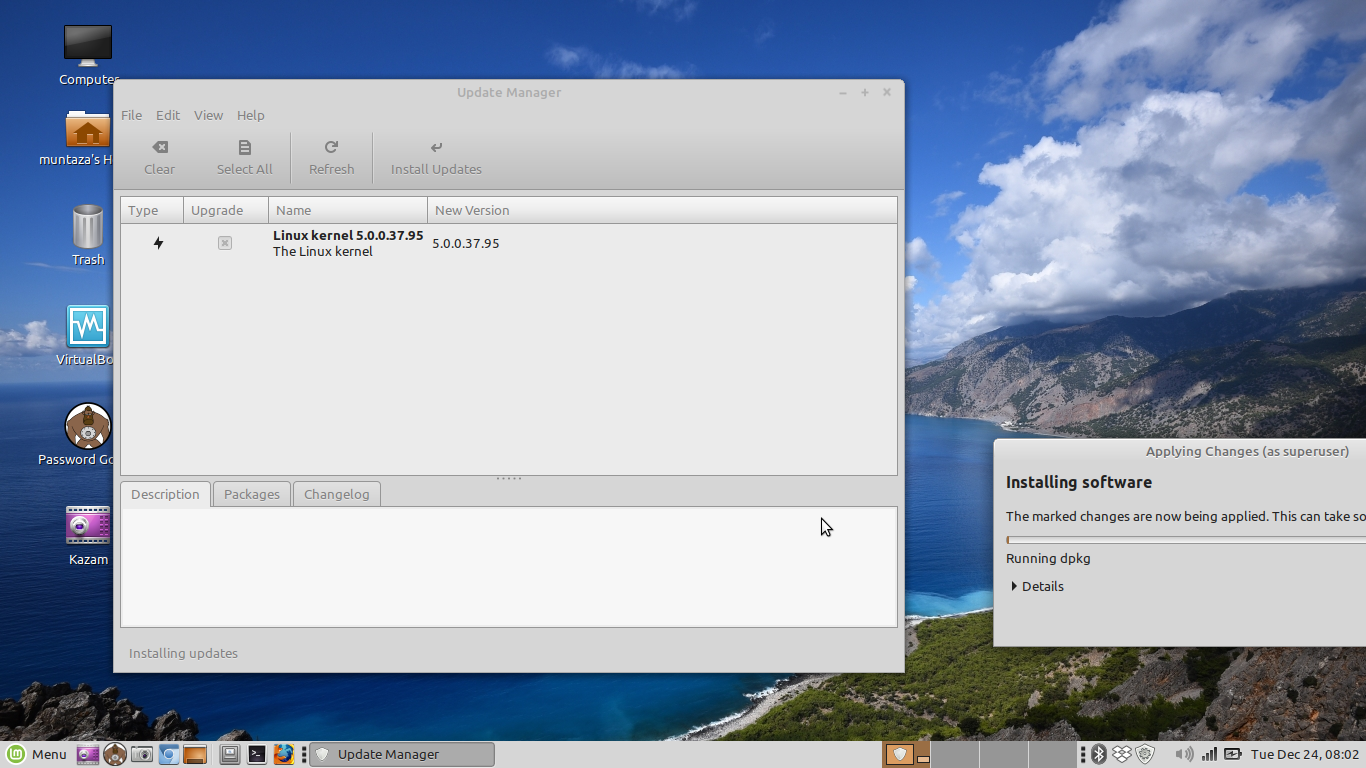 Computer
muntaza's H
Trash
VirtualBo
Password Go
Kazam
Update Manager
File Edit View Help
Clear Select All Refresh Install Updates
Type Upgrade Name New Version
Linux kernel 5.0.0.37.95
The Linux kernel
5.0.0.37.95
Description Packages Changelog
Installing updates
Applying Changes (as superuser)
Installing software
The marked changes are now being applied. This can take so
Running dpkg
Details
Menu Update Manager Tue Dec 24, 08:02